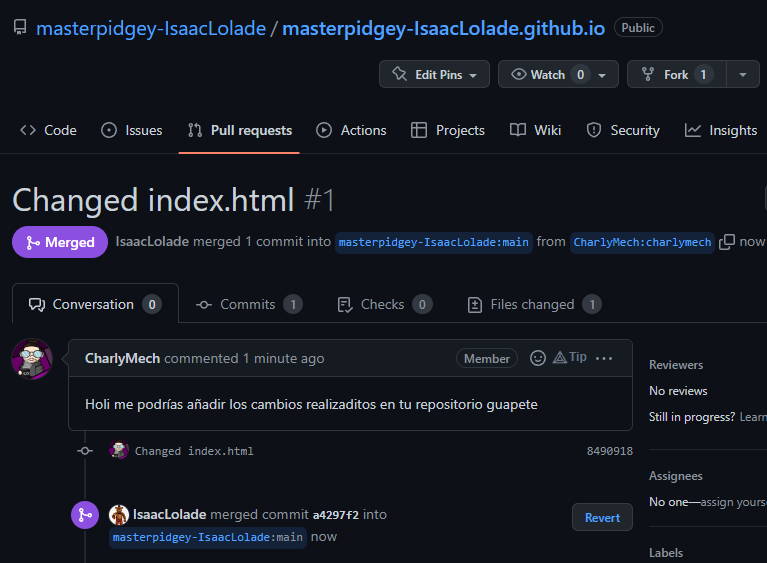 masterpidgey-IsaacLolade / masterpidgey-IsaacLolade.github.io Public
Edit Pins Watch 0 Fork 1
Code Issues Pull requests Actions Projects Wiki Security Insights
Changed index.html #1
Merged IsaacLolade merged 1 commit into masterpidgey-IsaacLolade:main from CharlyMech:charlymech now
Conversation 0 Commits 1 Checks 0 Files changed 1
CharlyMech commented 1 minute ago Member Tip ...
Holi me podrías añadir los cambios realizaditos en tu repositorio guapete
Changed index.html 8490918
IsaacLolade merged commit a4297f2 into
masterpidgey-IsaacLolade:main now
Revert
Reviewers
No reviews
Still in progress? Learn
Assignees
No one—assign yourse
Labels